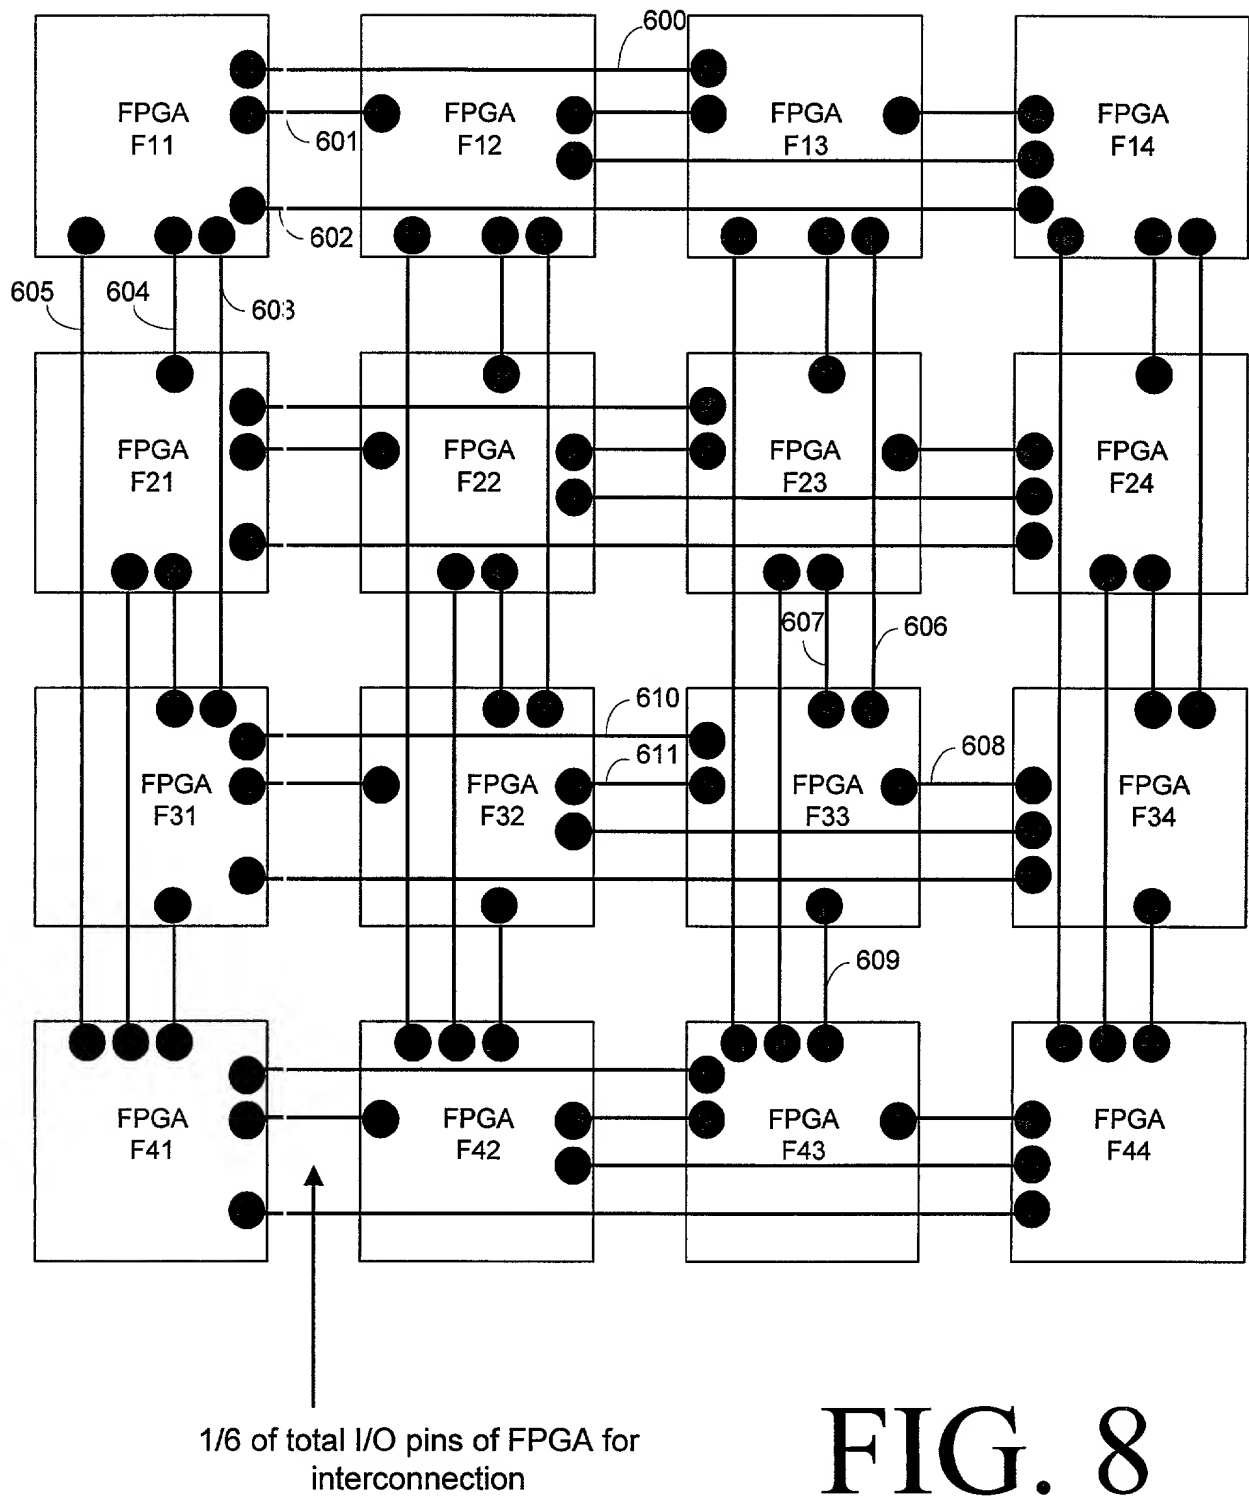 600
FPGA
F11
FPGA
F12
FPGA
F13
FPGA
F14
601
602
605
604
603
FPGA
F21
FPGA
F22
FPGA
F23
FPGA
F24
607
606
610
611
608
FPGA
F31
FPGA
F32
FPGA
F33
FPGA
F34
609
FPGA
F41
FPGA
F42
FPGA
F43
FPGA
F44
1/6 of total I/O pins of FPGA for
interconnection
FIG. 8